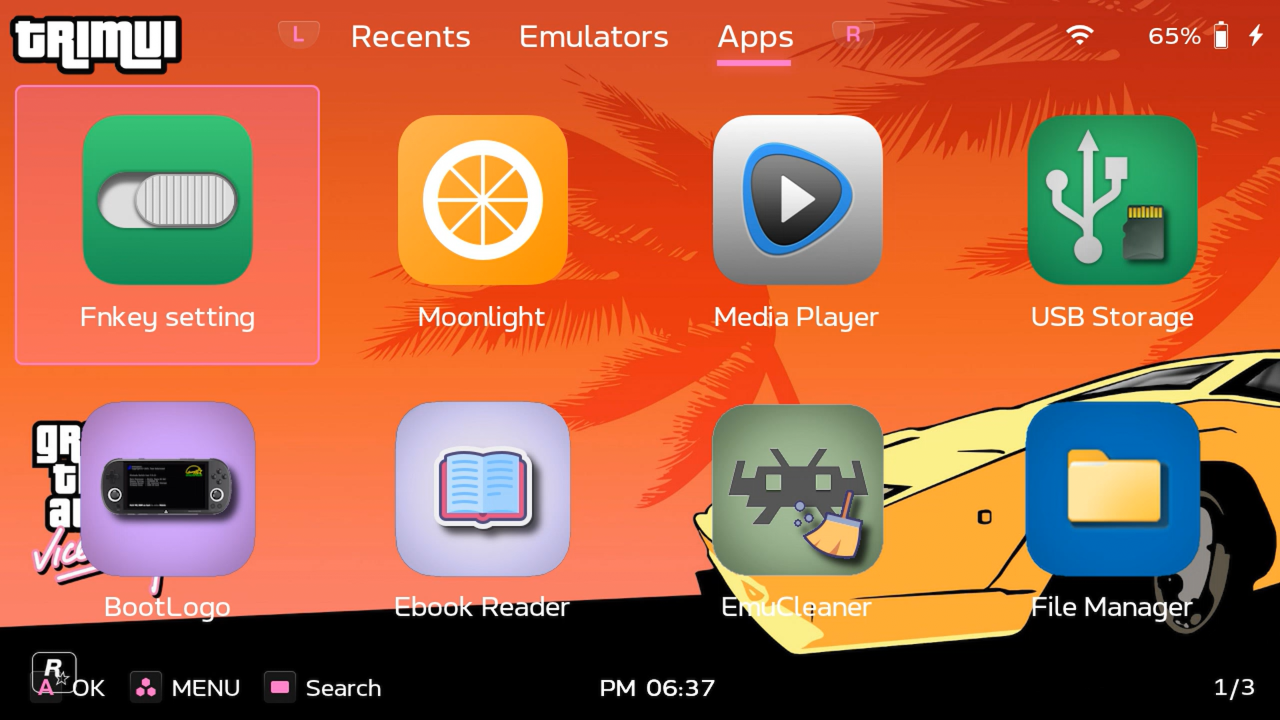 TRIMUI
L Recents Emulators Apps R 65%
Fnkey setting Moonlight Media Player USB Storage
BootLogo Ebook Reader EmuCleaner File Manager
R
A OK MENU Search PM 06:37 1/3